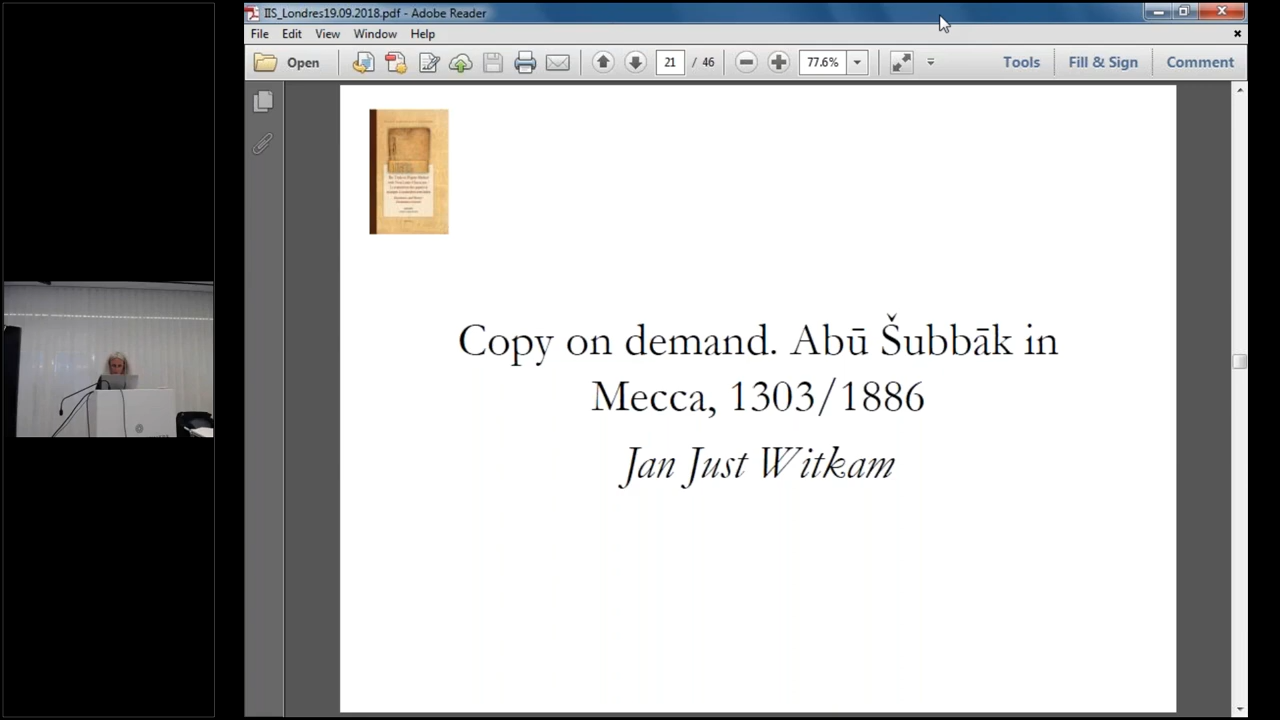 IIS_Londres19.09.2018.pdf - Adobe Reader
File Edit View Window Help
Open 21 / 46 77.6% Tools Fill & Sign Comment
Copy on demand. Abū Šubbāk in
Mecca, 1303/1886
Jan Just Witkam